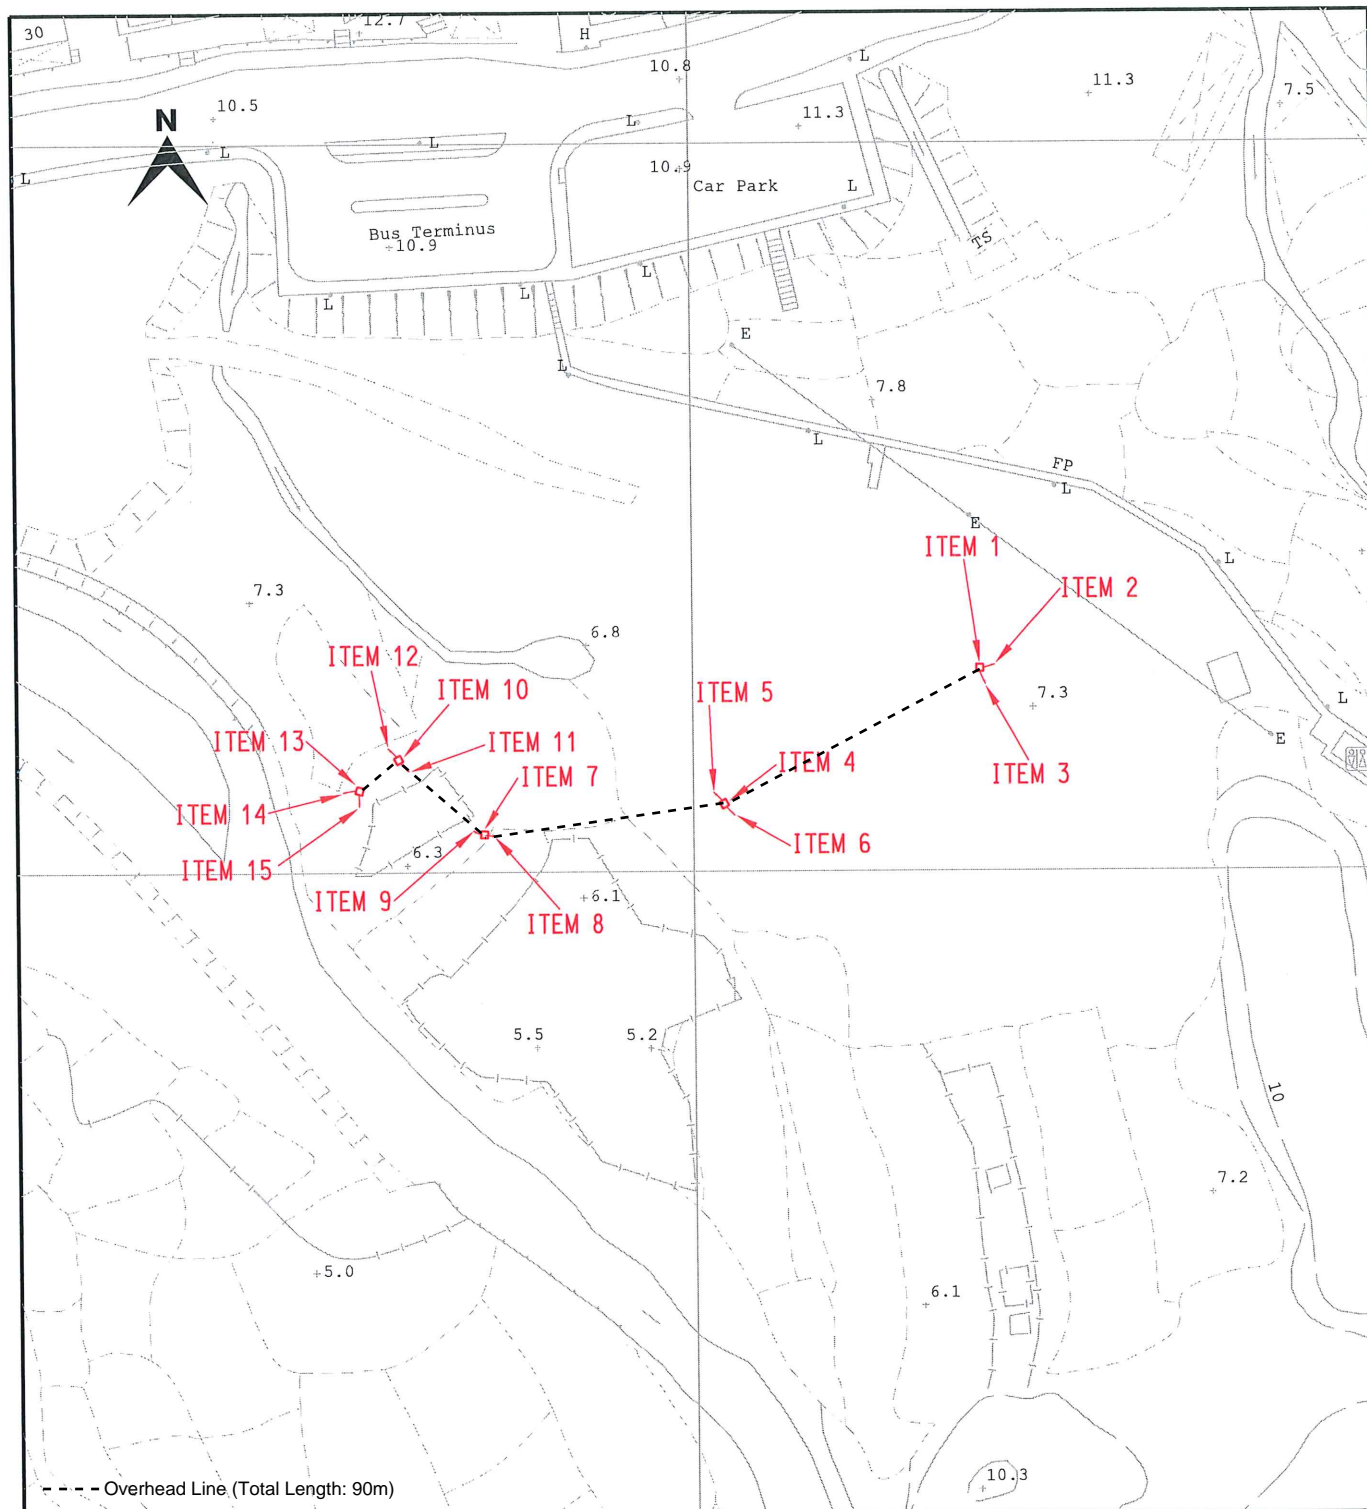 30
12.7
H
L
10.8
11.3
7.5
10.5
N
L
L
L
11.3
L
10.9
Car Park
L
Bus Terminus
10.9
TS
L
L
L
E
L
7.8
L
FP
L
E
ITEM 1
L
ITEM 2
7.3
6.8
ITEM 12
ITEM 10
ITEM 5
7.3
L
ITEM 13
ITEM 11
E
ITEM 7
ITEM 4
ITEM 3
ITEM 14
ITEM 6
6.3
ITEM 15
ITEM 9
6.1
ITEM 8
5.5
5.2
10
7.2
5.0
6.1
10.3
Overhead Line (Total Length: 90m)